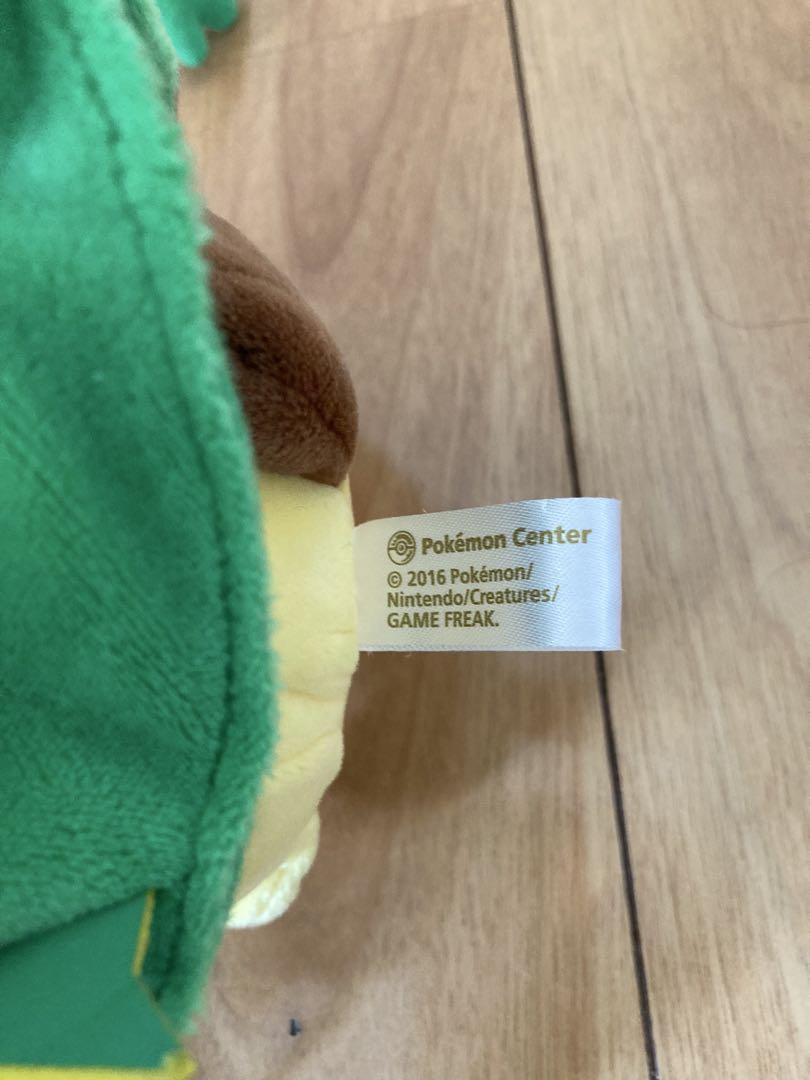 Pokémon Center
© 2016 Pokémon/
Nintendo/Creatures/
GAME FREAK.